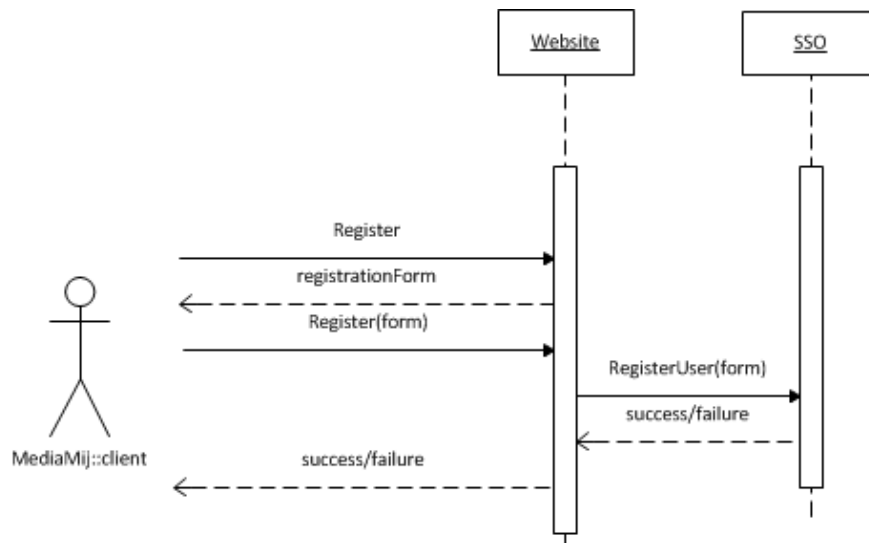 Website
SSO
Register
registrationForm
Register(form)
RegisterUser(form)
success/failure
MediaMij::client
success/failure